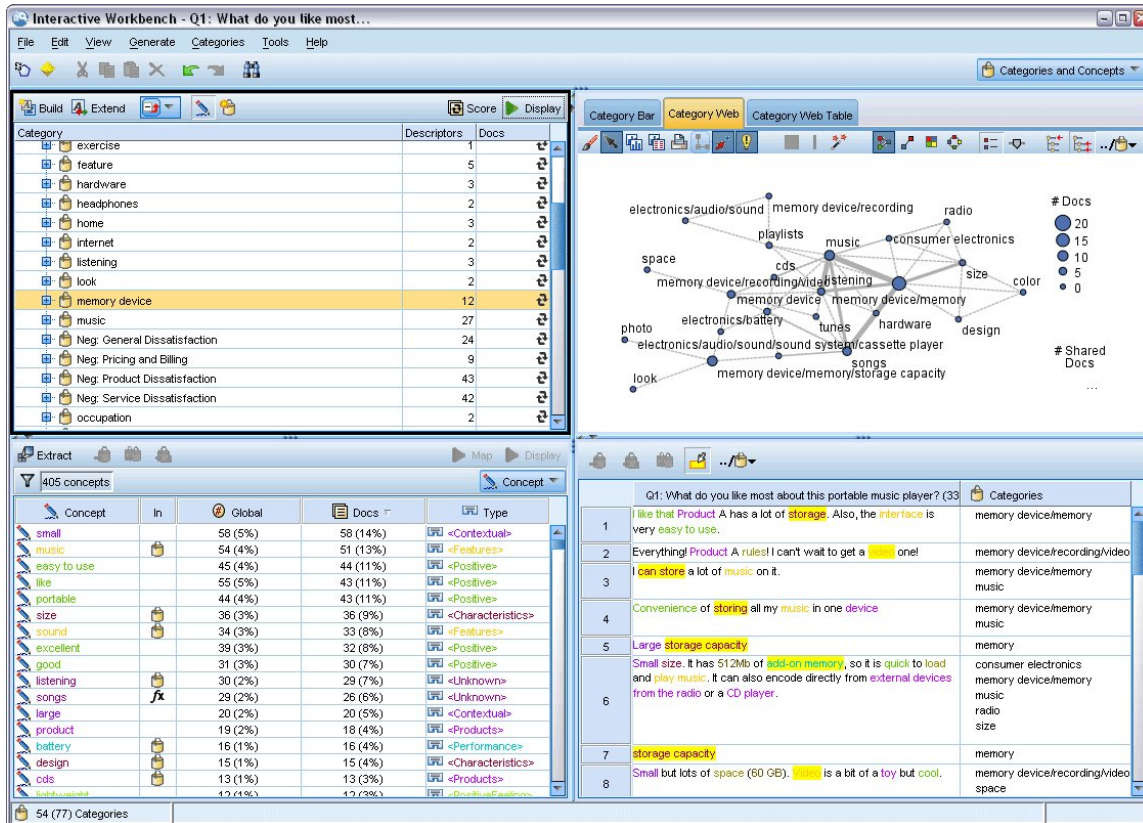 Interactive Workbench - Q1: What do you like most...
File Edit View Generate Categories Tools Help
Categories and Concepts
Build Extend Score Display
Category Descriptors Docs
exercise 1
feature 5
hardware 3
headphones 2
home 3
internet 2
listening 3
look 2
memory device 12
music 27
Neg: General Dissatisfaction 24
Neg: Pricing and Billing 9
Neg: Product Dissatisfaction 43
Neg: Service Dissatisfaction 42
occupation 2
Category Bar Category Web Category Web Table
../
electronics/audio/sound
memory device/recording
radio
playlists
music
consumer electronics
space
cds
size
memory device/recording/video
listening
color
memory device
memory device/memory
electronics/battery
tunes
hardware
design
photo
electronics/audio/sound/sound system/cassette player
songs
look
memory device/memory/storage capacity
# Docs
20
15
10
5
0
# Shared
Docs
...
Extract Map Display
405 concepts Concept
Concept In Global Docs Type
small 58 (5%) 58 (14%) <Contextual>
music 54 (4%) 51 (13%) <Features>
easy to use 45 (4%) 44 (11%) <Positive>
like 55 (5%) 43 (11%) <Positive>
portable 44 (4%) 43 (11%) <Positive>
size 36 (3%) 36 (9%) <Characteristics>
sound 34 (3%) 33 (8%) <Features>
excellent 39 (3%) 32 (8%) <Positive>
good 31 (3%) 30 (7%) <Positive>
listening 30 (2%) 29 (7%) <Unknown>
songs fx 29 (2%) 26 (6%) <Unknown>
large 20 (2%) 20 (5%) <Contextual>
product 19 (2%) 18 (4%) <Products>
battery 16 (1%) 16 (4%) <Performance>
design 15 (1%) 15 (4%) <Characteristics>
cds 13 (1%) 13 (3%) <Products>
lightweight 12 (1%) 12 (3%) <PositiveFeeling>
../
Q1: What do you like most about this portable music player? (33 Categories
1 I like that Product A has a lot of storage. Also, the interface is memory device/memory
very easy to use.
2 Everything! Product A rules! I can't wait to get a video one! memory device/recording/video
3 I can store a lot of music on it. memory device/memory
music
4 Convenience of storing all my music in one device memory device/memory
music
5 Large storage capacity memory
6 Small size. It has 512Mb of add-on memory, so it is quick to load consumer electronics
and play music. It can also encode directly from external devices memory device/memory
from the radio or a CD player. music
radio
size
7 storage capacity memory
8 Small but lots of space (60 GB). Video is a bit of a toy but cool. memory device/recording/video
space
54 (77) Categories